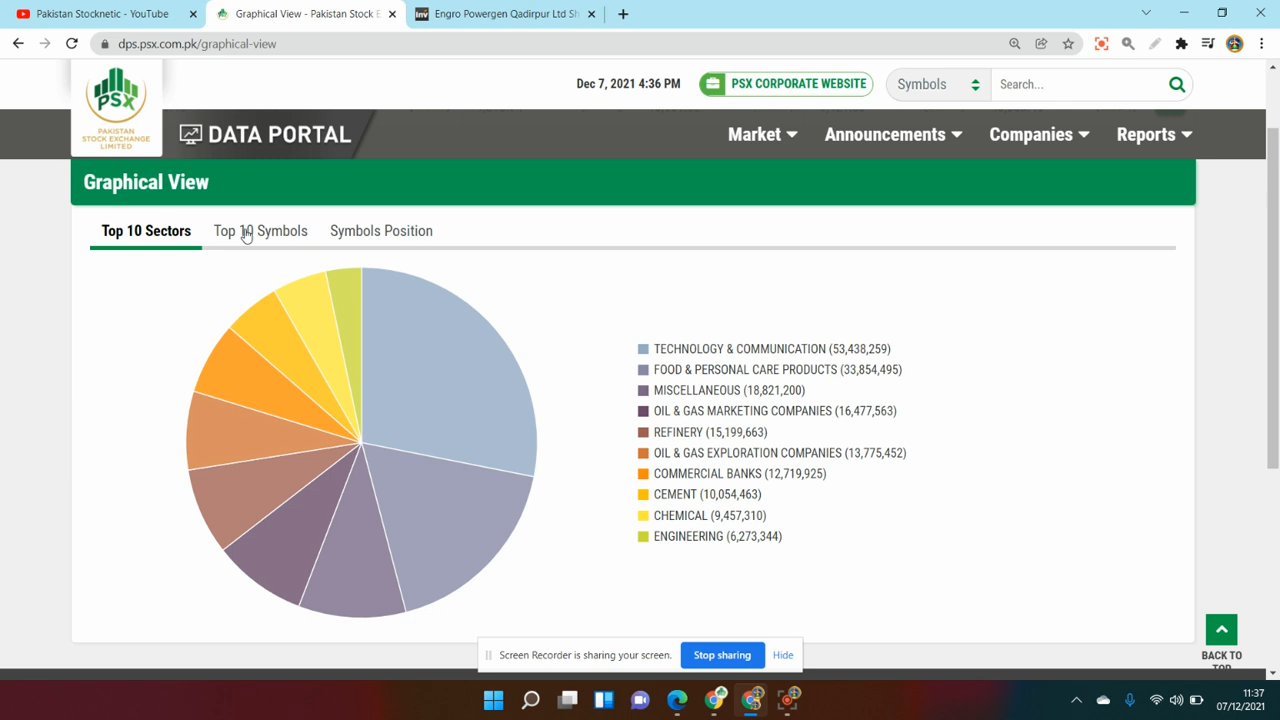 Pakistan Stocknetic - YouTube
Graphical View - Pakistan Stock E
Inv
Engro Powergen Qadirpur Ltd Sh
dps.psx.com.pk/graphical-view
PSX
PAKISTAN
STOCK EXCHANGE
LIMITED
Dec 7, 2021 4:36 PM
PSX CORPORATE WEBSITE
Symbols
Search...
DATA PORTAL
Market
Announcements
Companies
Reports
Graphical View
Top 10 Sectors
Top 10 Symbols
Symbols Position
TECHNOLOGY & COMMUNICATION (53,438,259)
FOOD & PERSONAL CARE PRODUCTS (33,854,495)
MISCELLANEOUS (18,821,200)
OIL & GAS MARKETING COMPANIES (16,477,563)
REFINERY (15,199,663)
OIL & GAS EXPLORATION COMPANIES (13,775,452)
COMMERCIAL BANKS (12,719,925)
CEMENT (10,054,463)
CHEMICAL (9,457,310)
ENGINEERING (6,273,344)
BACK TO
TOP
Screen Recorder is sharing your screen.
Stop sharing
Hide
11:37
07/12/2021